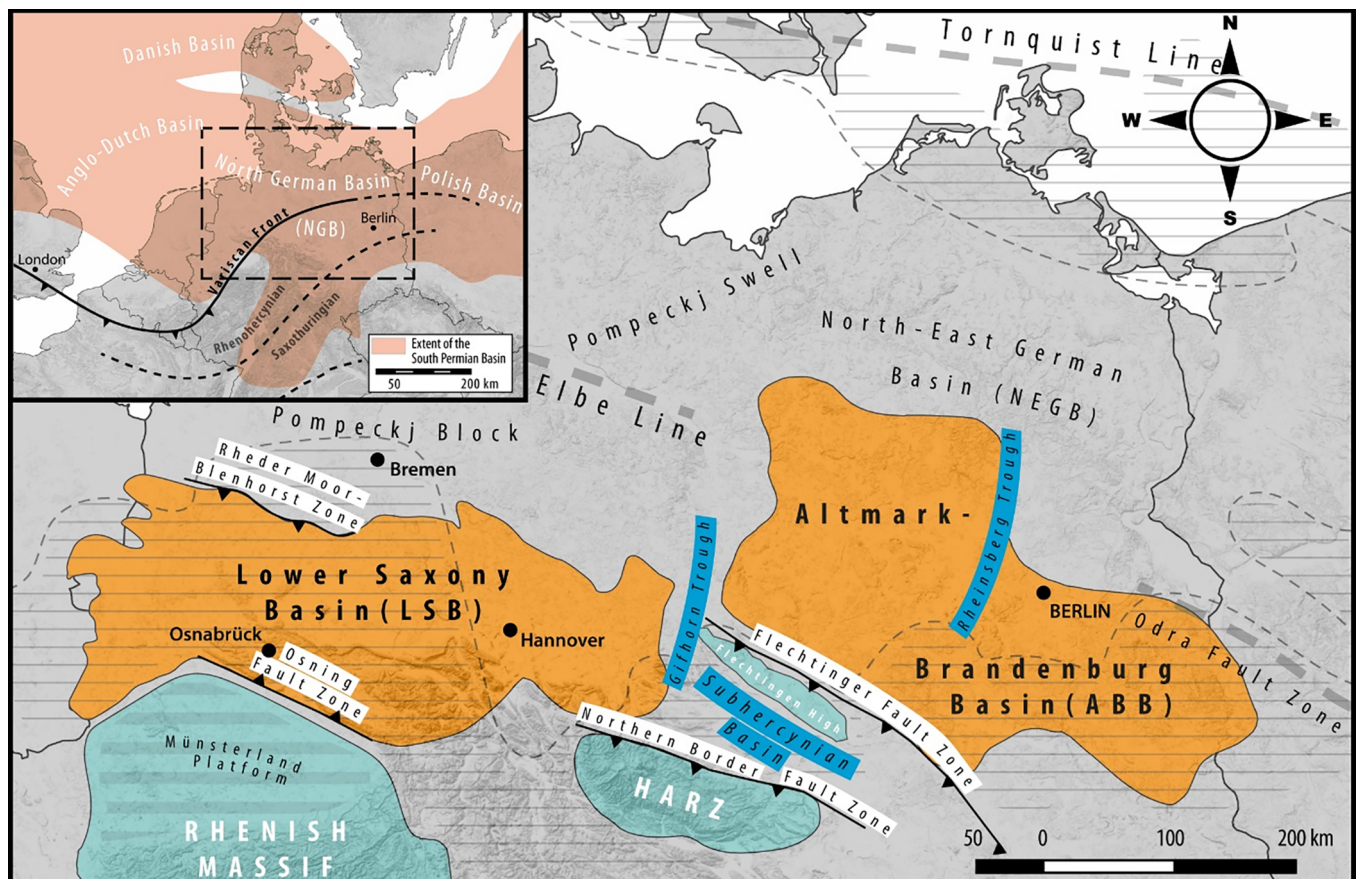 Danish Basin
Anglo-Dutch Basin
North German Basin
(NGB)
Polish Basin
Variscan Front
Berlin
London
Rhenohercynian
Saxothuringian
Extent of the
South Permian Basin
50 200 km
Tornquist Line
N
W E
S
Pompeckj Swell
North-East German
Basin (NEGB)
Elbe Line
Pompeckj Block
Bremen
Rheder Moor-
Blenhorst Zone
Lower Saxony
Basin(LSB)
Osnabrück
Hannover
Osning
Fault Zone
Münsterland
Platform
RHENISH
MASSIF
Gifhorn Trough
Altmark-
Rheinsberg Trough
BERLIN
Brandenburg
Basin(ABB)
Odra Fault Zone
Flechtinger Fault Zone
Flechtingen High
Subhercynian
Basin
Northern Border Fault Zone
HARZ
50 0 100 200 km